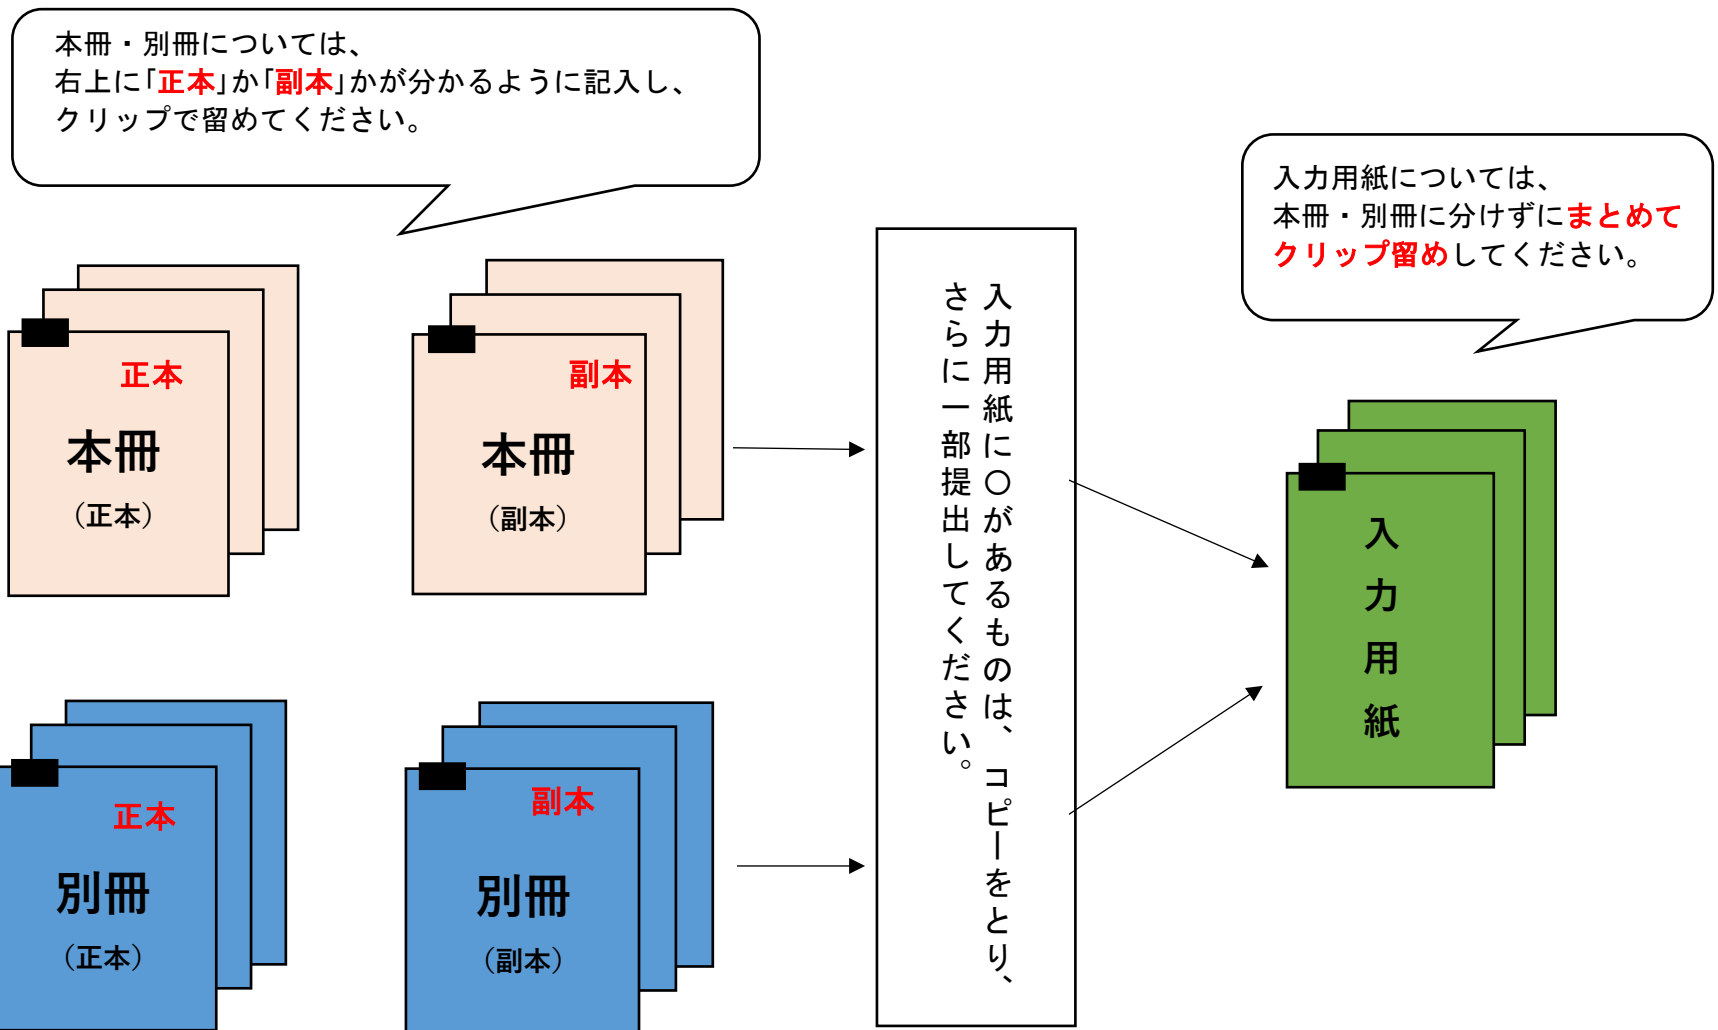 本冊・別冊については、
右上に「正本」か「副本」かが分かるように記入し、
クリップで留めてください。
入力用紙については、
本冊・別冊に分けずにまとめて
クリップ留めしてください。
正本
本冊
（正本）
副本
本冊
（副本）
入力用紙に〇があるものは、コピーをとり、
さらに一部提出してください。
入力用紙
正本
別冊
（正本）
副本
別冊
（副本）